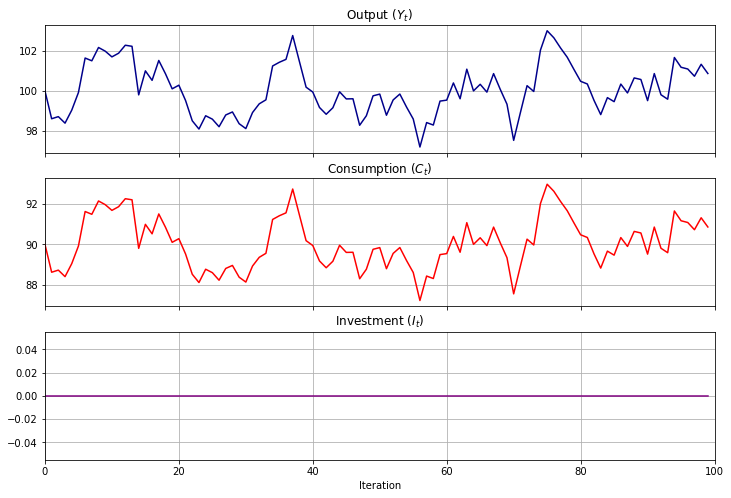 Output (Y_t)
102
100
98
Consumption (C_t)
92
90
88
Investment (I_t)
0.04
0.02
0.00
−0.02
−0.04
0 20 40 60 80 100
Iteration